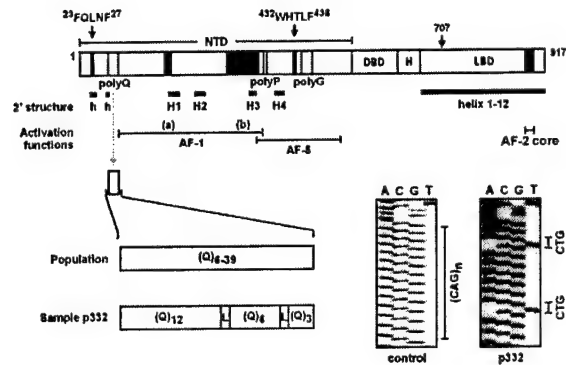 23FQLNF27
432WHTLF436
707
NTD
1
DBD
H
LBD
917
polyQ
polyP
polyG
2' structure
h
h
H1
H2
H3
H4
helix 1-12
Activation functions
(a)
(b)
AF-1
AF-5
AF-2 core
A C G T
A C G T
(CAG)n
CTG
CTG
Population
(Q)6-39
Sample p332
(Q)12
L
(Q)6
L
(Q)3
control
p332